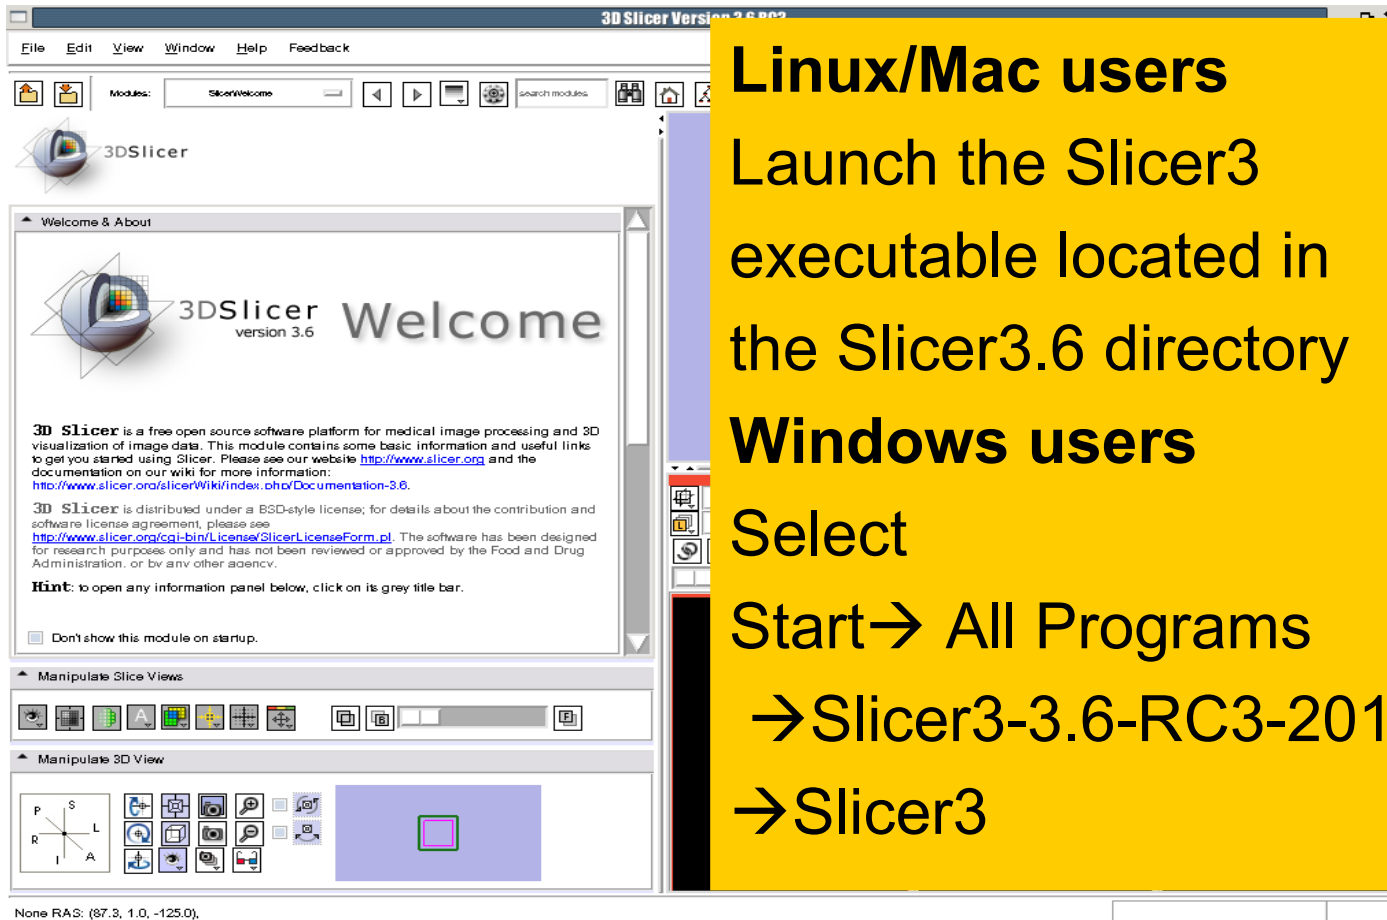 3D Slicer Version 3.6 RC3
File Edit View Window Help Feedback
Modules: SlicerWelcome search modules
3DSlicer
Welcome & About
3DSlicer
version 3.6
Welcome
3D Slicer is a free open source software platform for medical image processing and 3D
visualization of image data. This module contains some basic information and useful links
to get you started using Slicer. Please see our website http://www.slicer.org and the
documentation on our wiki for more information:
http://www.slicer.org/slicerWiki/index.php/Documentation-3.6.
3D Slicer is distributed under a BSD-style license; for details about the contribution and
software license agreement, please see
http://www.slicer.org/cgi-bin/License/SlicerLicenseForm.pl. The software has been designed
for research purposes only and has not been reviewed or approved by the Food and Drug
Administration, or by any other agency.
Hint: to open any information panel below, click on its grey title bar.
Don't show this module on startup.
Manipulate Slice Views
A B F
Manipulate 3D View
P S
R L
I A
L
None RAS: (87.3, 1.0, -125.0),
Linux/Mac users
Launch the Slicer3
executable located in
the Slicer3.6 directory
Windows users
Select
Start→ All Programs
→Slicer3-3.6-RC3-201
→Slicer3